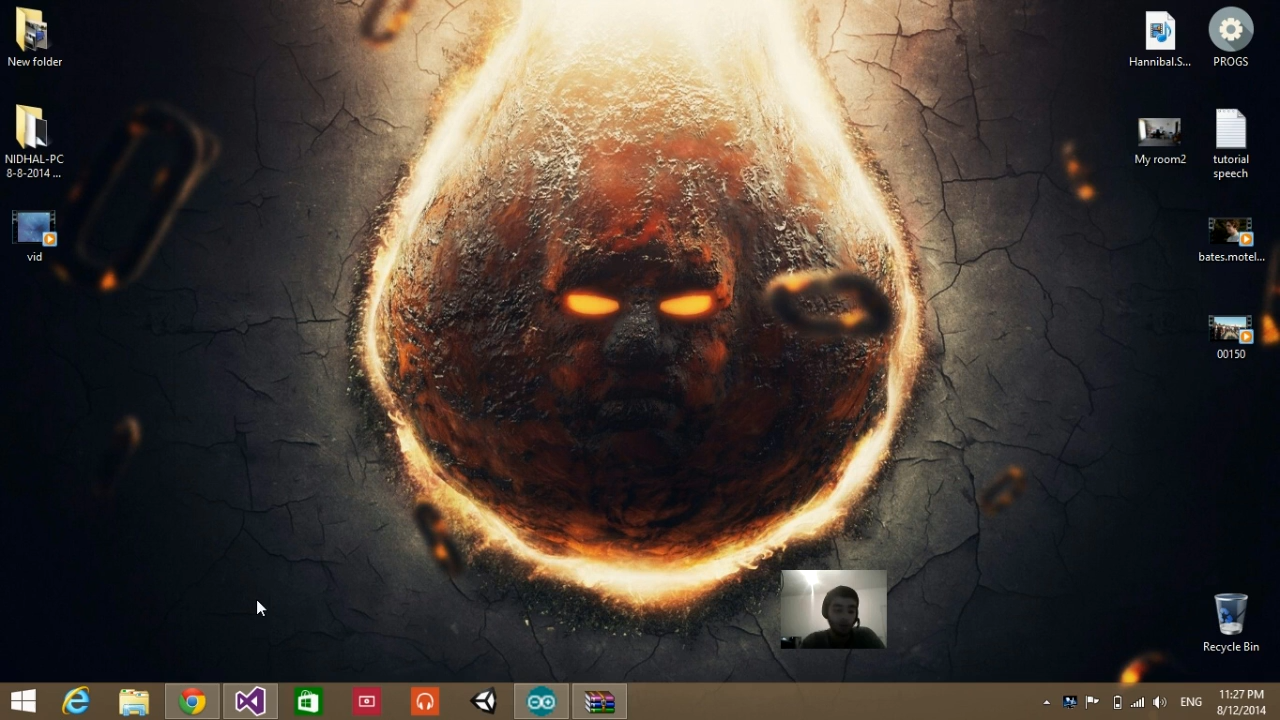 New folder
NIDHAL-PC
8-8-2014 ...
vid
Hannibal.S...
PROGS
My room2
tutorial
speech
bates.motel...
00150
Recycle Bin
ENG
11:27 PM
8/12/2014